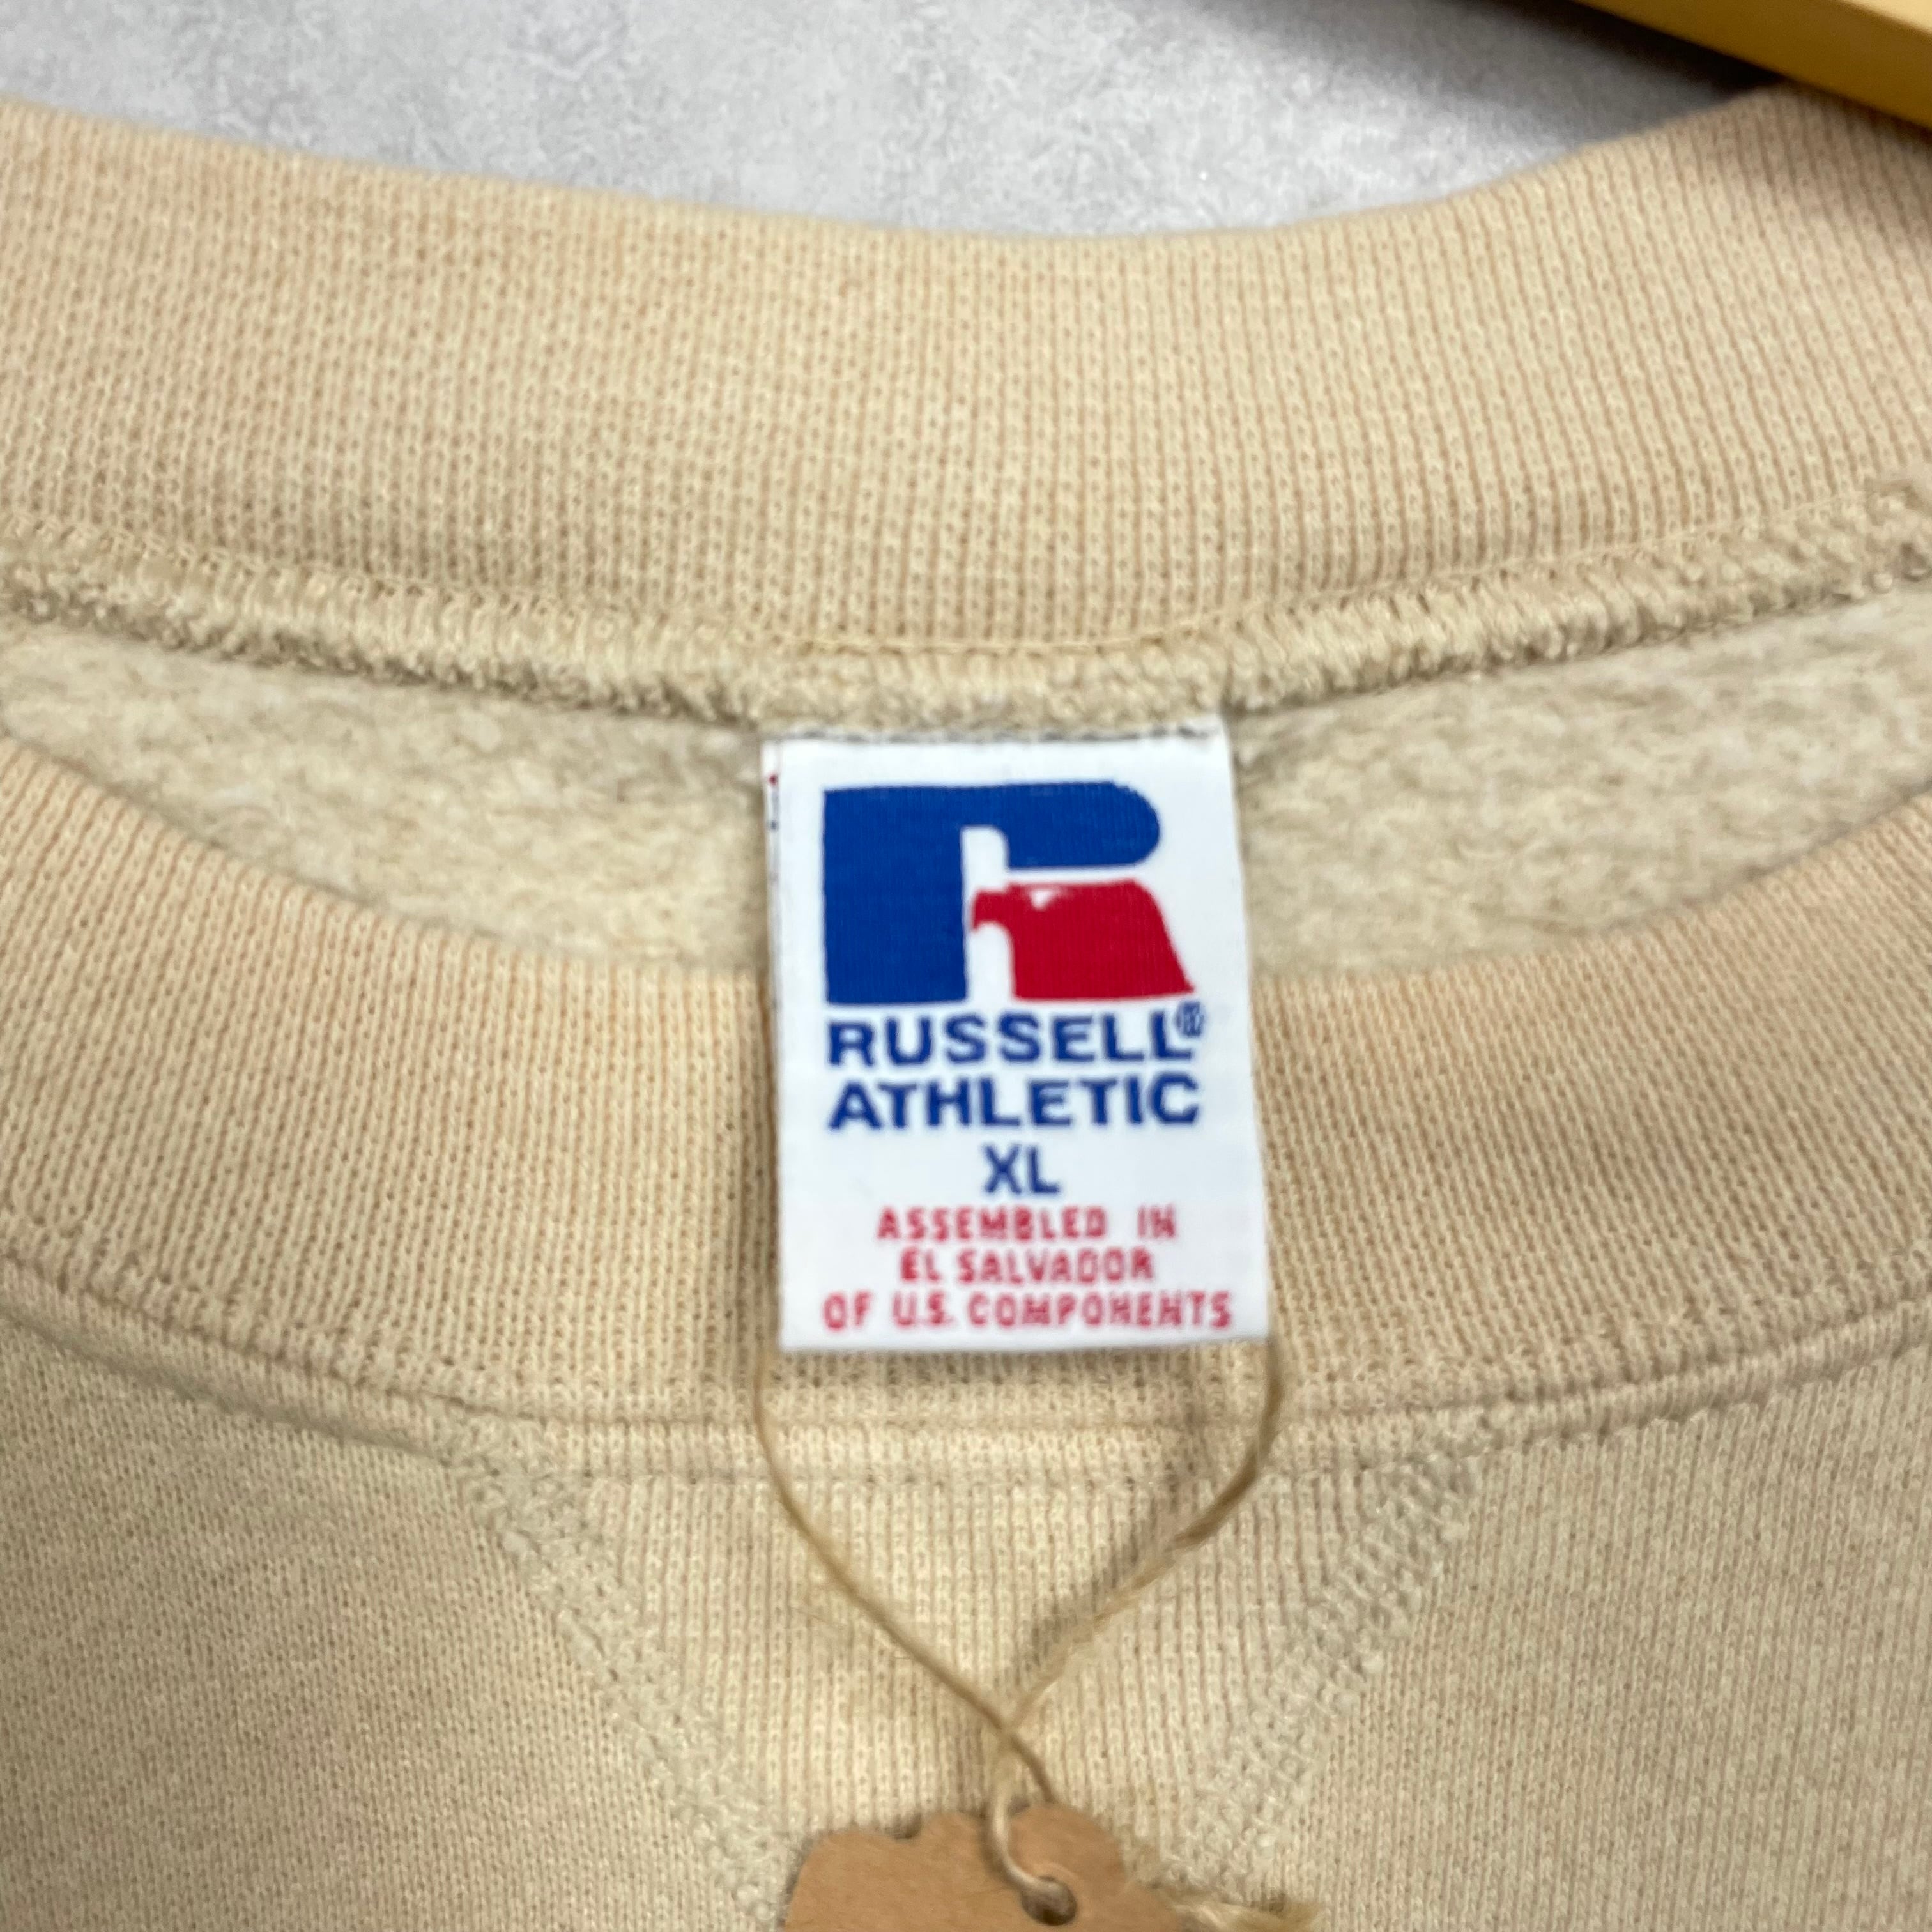 RUSSELL®
ATHLETIC
XL
ASSEMBLED IN
EL SALVADOR
OF U.S. COMPONENTS